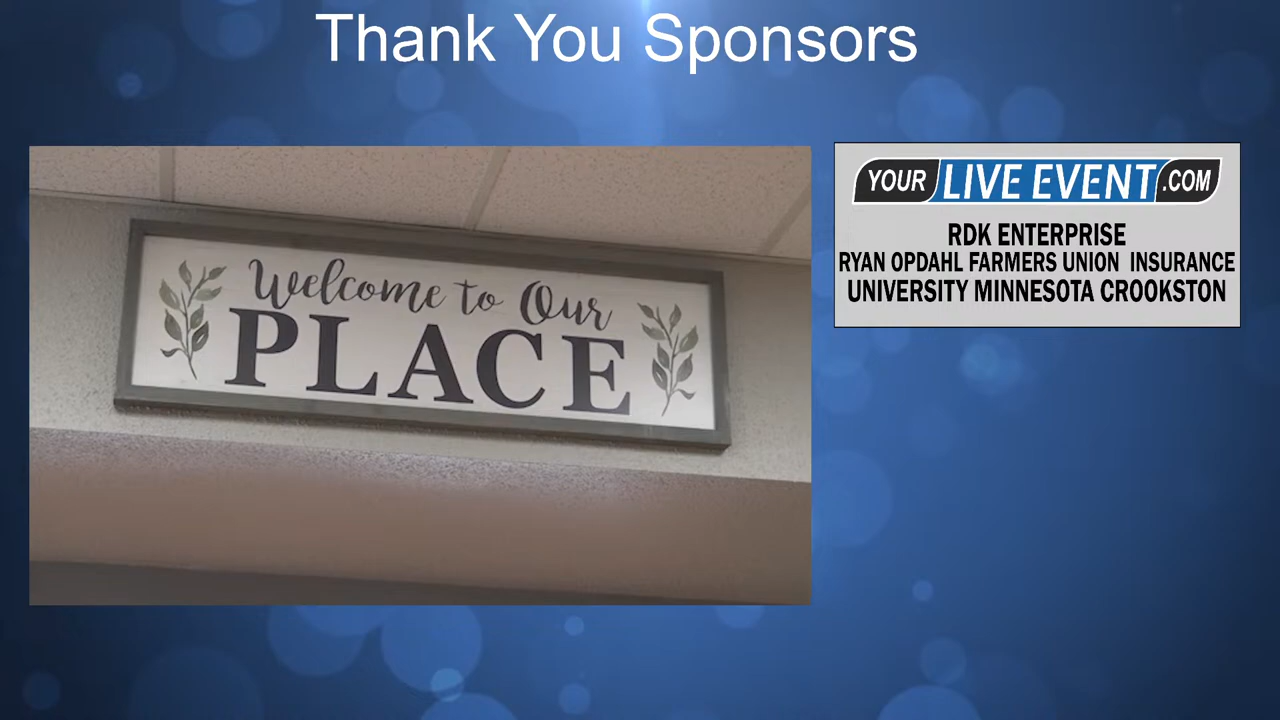 Thank You Sponsors
Welcome to Our
PLACE
YOUR LIVE EVENT .COM
RDK ENTERPRISE
RYAN OPDAHL FARMERS UNION INSURANCE
UNIVERSITY MINNESOTA CROOKSTON